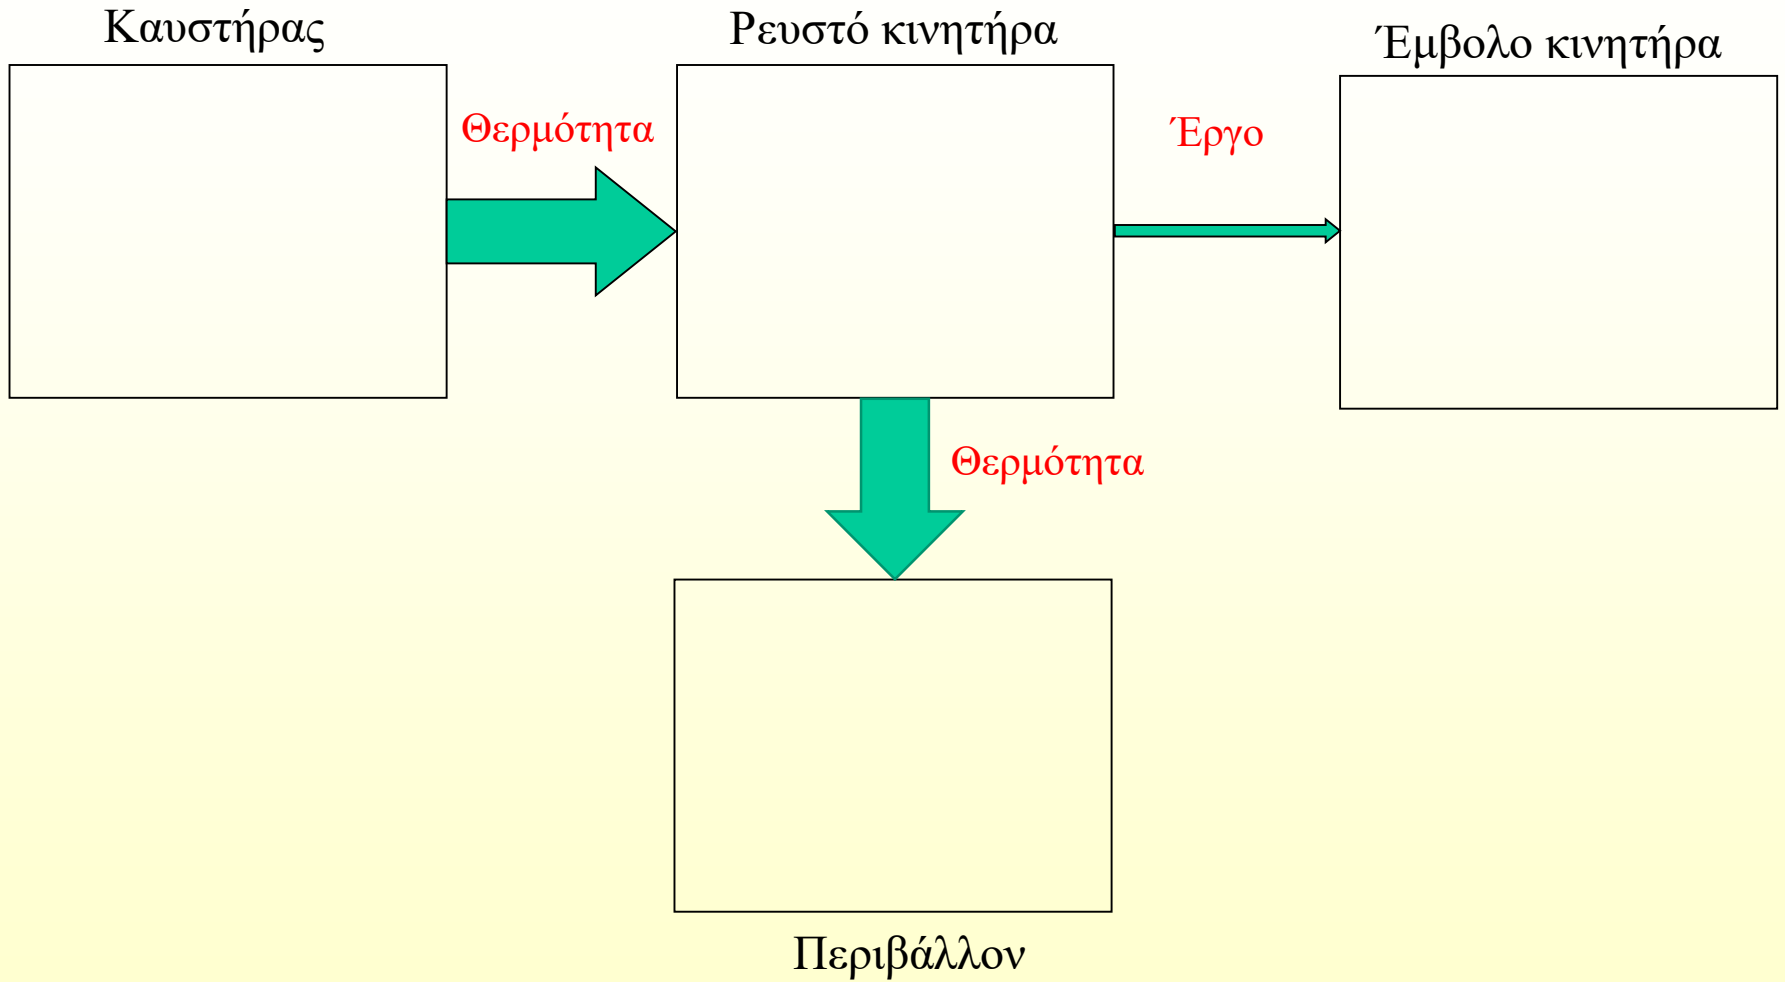 Καυστήρας
Ρευστό κινητήρα
Έμβολο κινητήρα
Θερμότητα
Έργο
Θερμότητα
Περιβάλλον